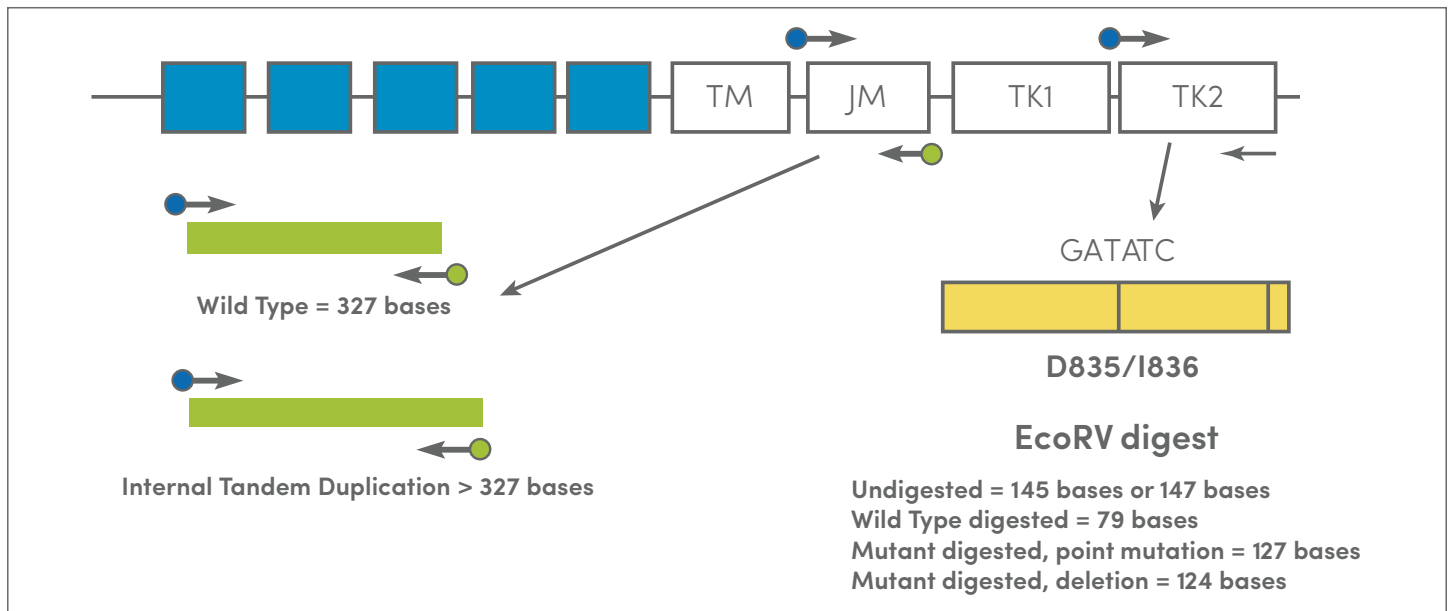 TM
JM
TK1
TK2
GATATC
Wild Type = 327 bases
D835/I836
EcoRV digest
Internal Tandem Duplication > 327 bases
Undigested = 145 bases or 147 bases
Wild Type digested = 79 bases
Mutant digested, point mutation = 127 bases
Mutant digested, deletion = 124 bases